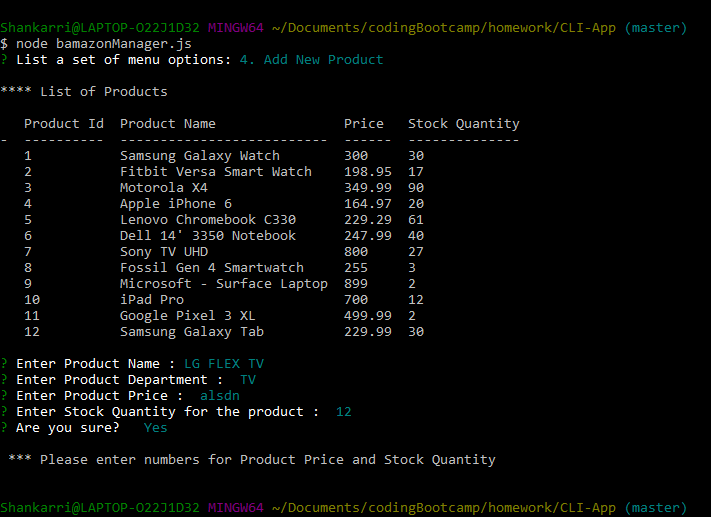 Shankarri@LAPTOP-O22J1D32 MINGW64 ~/Documents/codingBootcamp/homework/CLI-App (master)
$ node bamazonManager.js
? List a set of menu options: 4. Add New Product
**** List of Products
   Product Id  Product Name                Price   Stock Quantity
-  ----------  --------------------------  ------  --------------
   1           Samsung Galaxy Watch        300     30
   2           Fitbit Versa Smart Watch    198.95  17
   3           Motorola X4                 349.99  90
   4           Apple iPhone 6              164.97  20
   5           Lenovo Chromebook C330      229.29  61
   6           Dell 14' 3350 Notebook      247.99  40
   7           Sony TV UHD                 800     27
   8           Fossil Gen 4 Smartwatch     255     3
   9           Microsoft - Surface Laptop  899     2
   10          iPad Pro                    700     12
   11          Google Pixel 3 XL           499.99  2
   12          Samsung Galaxy Tab          229.99  30
? Enter Product Name : LG FLEX TV
? Enter Product Department :  TV
? Enter Product Price :  alsdn
? Enter Stock Quantity for the product :  12
? Are you sure?   Yes
 *** Please enter numbers for Product Price and Stock Quantity
Shankarri@LAPTOP-O22J1D32 MINGW64 ~/Documents/codingBootcamp/homework/CLI-App (master)